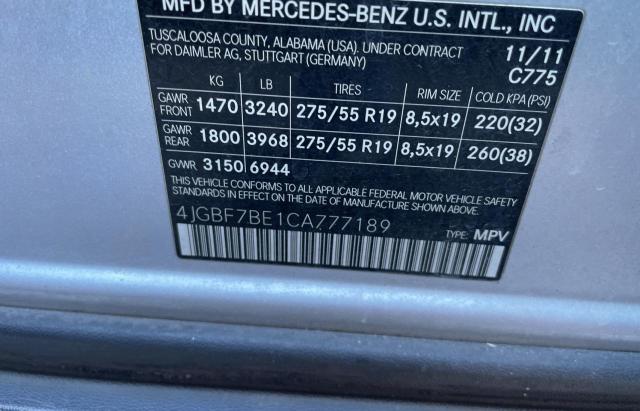 MFD BY MERCEDES-BENZ U.S. INTL., INC
TUSCALOOSA COUNTY, ALABAMA (USA). UNDER CONTRACT 11/11
FOR DAIMLER AG, STUTTGART (GERMANY) C775
KG LB TIRES RIM SIZE COLD KPA(PSI)
GAWR FRONT 1470 3240 275/55 R19 8,5x19 220(32)
GAWR REAR 1800 3968 275/55 R19 8,5x19 260(38)
GVWR 3150 6944
THIS VEHICLE CONFORMS TO ALL APPLICABLE FEDERAL MOTOR VEHICLE SAFETY
STANDARDS IN EFFECT ON THE DATE OF MANUFACTURE SHOWN ABOVE.
4JGBF7BE1CA777189
TYPE: MPV